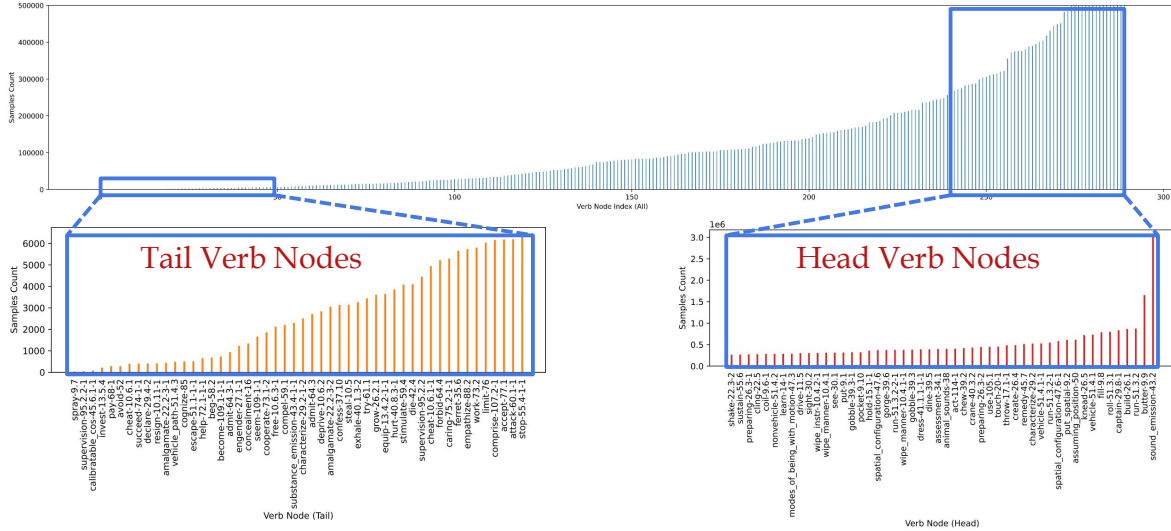 500000
400000
300000
200000
100000
0
Samples Count
50
100
150
200
250
300
Verb Node Index (All)
Tail Verb Nodes
6000
5000
4000
3000
2000
1000
0
Samples Count
spray-9.7
supervision-95.2.2-1
calibratable_cos-45.6.1-1
invest-13.5.4
pay-68-1
avoid-52
cheat-10.6.1
succeed-74-1-1
declare-29.4-2
resign-10.11-1
amalgamate-22.2-3-1
vehicle_path-51.4.3
cognize-85
escape-51.1-1-1
help-72.1-1-1
beg-58.2
become-109.1-1-1
admit-64.3-1
engender-27.1-1
concealment-16
seem-109-1-1
cooperate-73.1-2
free-10.6.3-1
compel-59.1
substance_emission-43.4-1-1
characterize-29.2-1-2
admit-64.3
deprive-10.6.2
amalgamate-22.2-3-2
confess-37.10
steal-10.5
exhale-40.1.3-2
try-61.1
grow-26.2.1
equip-13.4.2-1-1
hurt-40.8.3-1
stimulate-59.4
die-42.4
supervision-95.2.2
cheat-10.6.1-1
forbid-64.4
caring-75.2-1-1
ferret-35.6
empathize-88.2
work-73.2
limit-76
comprise-107.2-1
accept-77.1
attack-60.1-1
stop-55.4-1-1
Verb Node (Tail)
Head Verb Nodes
1e6
3.0
2.5
2.0
1.5
1.0
0.5
0.0
Samples Count
shake-22.3-2
sustain-55.6
preparing-26.3-1
long-22.5
coil-9.6-1
nonvehicle-51.4.2
learn-14-1
modes_of_being_with_motion-47.3
drive-11.5
sight-30.2
wipe_instr-10.4.2-1
wipe_manner-10.4.1
see-30.1
put-9.1
gobble-39.3-1
pocket-9.10
hold-15.1-1
spatial_configuration-47.6
gorge-39.6
run-51.3.2-2-1
wipe_manner-10.4.1-1
gobble-39.3
dress-41.1.1-1-1
dine-39.5
assessment-34.1
animal_sounds-38
act-114-1
chew-39.2
crane-40.3.2
preparing-26.3-2
use-105.1
touch-20-1
throw-17.1-1
create-26.4
render-45.7
characterize-29.2
vehicle-51.4.1
run-51.3.2-1
spatial_configuration-47.6-1
put_spatial-9.2
assuming_position-50
knead-26.5
vehicle-51.4.1-1
fill-9.8
roll-51.3.1
captain-29.8-1
build-26.1
run-51.3.2
butter-9.9
sound_emission-43.2
Verb Node (Head)